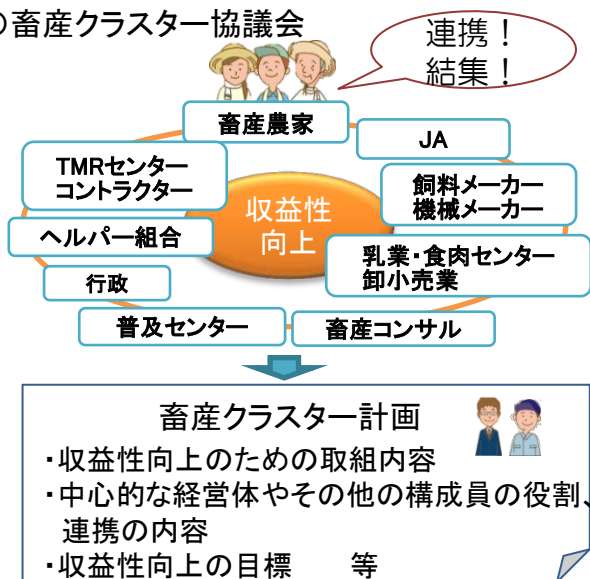 の畜産クラスター協議会
連携！
結集！
畜産農家
JA
TMRセンター
コントラクター
飼料メーカー
機械メーカー
収益性
向上
ヘルパー組合
乳業・食肉センター
卸小売業
行政
普及センター
畜産コンサル
畜産クラスター計画
・収益性向上のための取組内容
・中心的な経営体やその他の構成員の役割、
連携の内容
・収益性向上の目標　　等